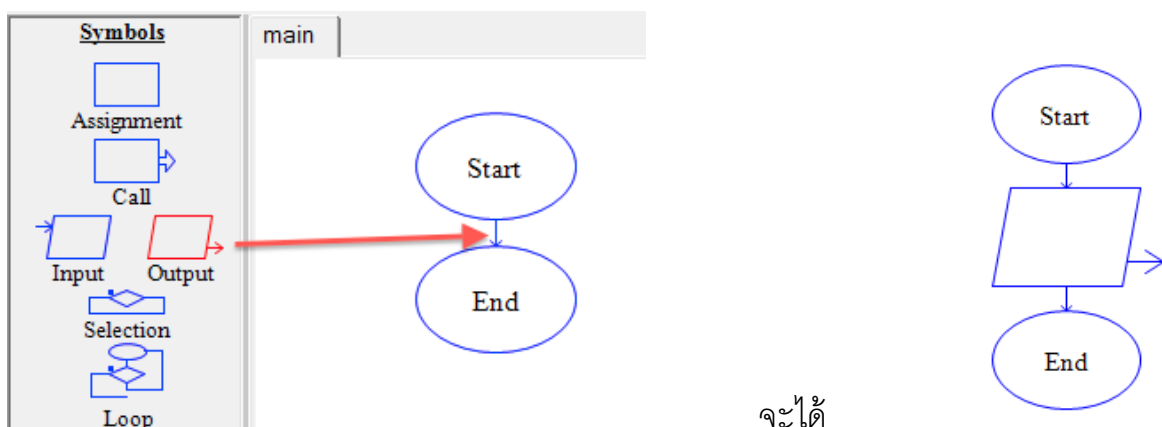 Symbols
main
Assignment
Call
Input Output
Selection
Loop
Start
End
จะได้
Start
End